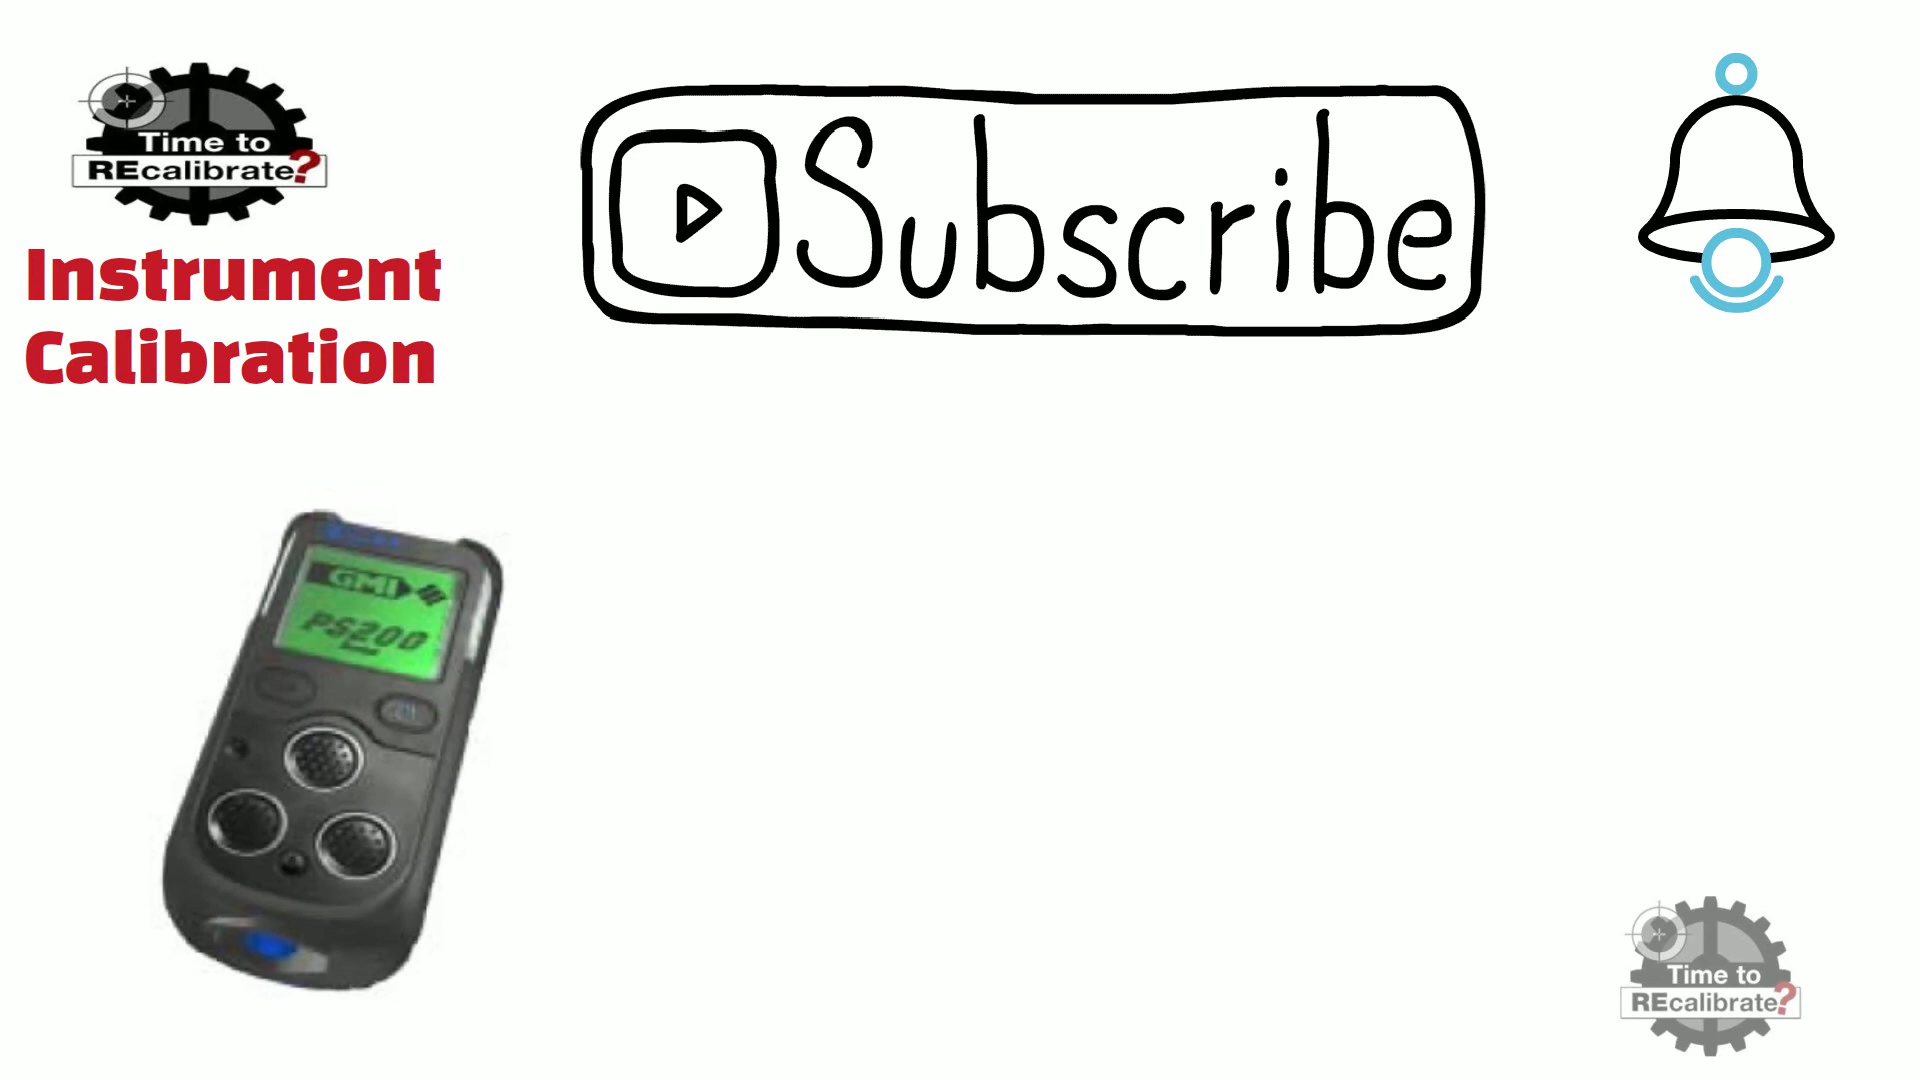 Time to
REcalibrate?
Instrument
Calibration
Subscribe
GMI
PS200
Time to
REcalibrate?